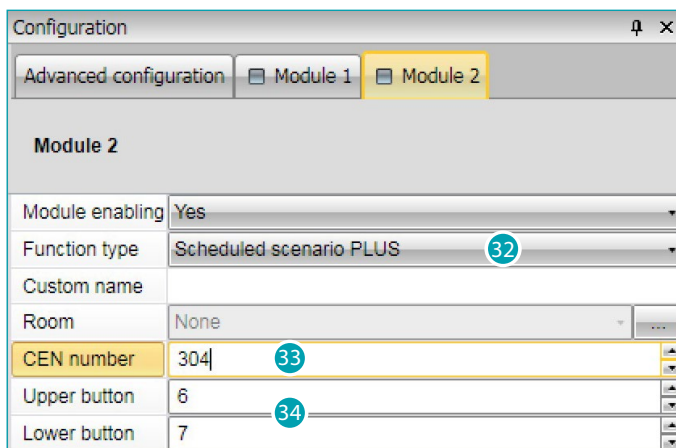 Configuration
Advanced configuration Module 1 Module 2
Module 2
Module enabling Yes
Function type Scheduled scenario PLUS 32
Custom name
Room None ...
CEN number 304 33
Upper button 6
34
Lower button 7